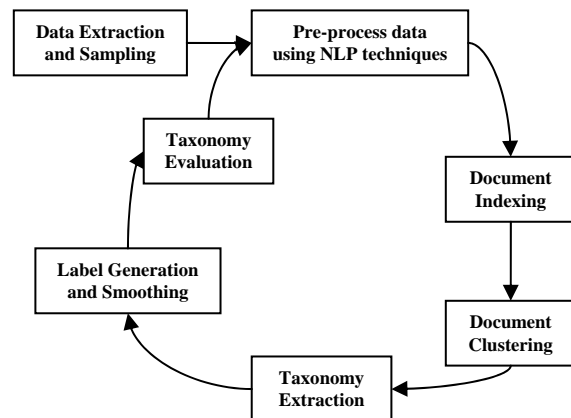 Data Extraction
and Sampling
Pre-process data
using NLP techniques
Taxonomy
Evaluation
Document
Indexing
Label Generation
and Smoothing
Document
Clustering
Taxonomy
Extraction